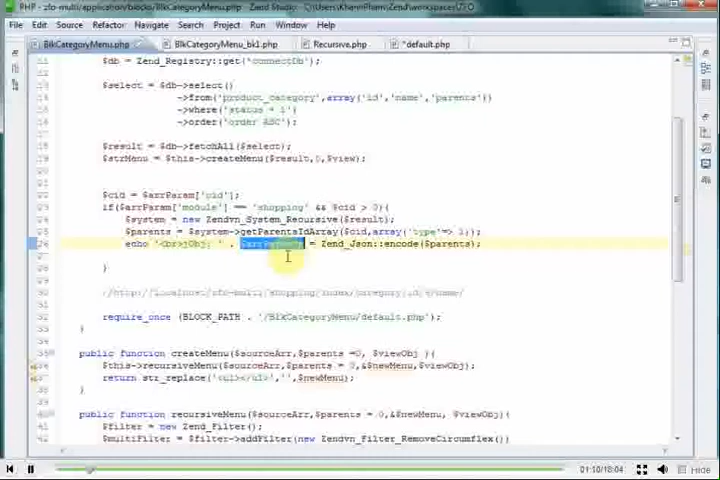 PHP - zfo-multi/application/blocks/BlkCategoryMenu.php - Zend Studio - C:\Users\KhanhPham\Zend\workspaces\
File Edit Source Refactor Navigate Search Project Run Window Help
BlkCategoryMenu.php BlkCategoryMenu_bk1.php Recursive.php *default.php
$db = Zend_Registry::get('connectDb');
$select = $db->select()
->from('product_category',array('id','name','parents')
->where('status = 1')
->order('order ASC');
$result = $db->fetchAll($select);
$strMenu = $this->createMenu($result,0,$view);
$cid = $arrParam['cid'];
if($arrParam['module'] == 'shopping' && $cid > 0){
$system = new Zendvn_System_Recursive($result);
$parents = $system->getParentsIdArray($cid,array('type'=> 1));
echo '<br>jObj: ' . = Zend_Json::encode($parents);
}
require_once (BLOCK_PATH . '/BlkCategoryMenu/default.php');
}
public function createMenu($sourceArr,$parents =0, $viewObj ){
$this->recursiveMenu($sourceArr,$parents = 0,&$newMenu,$viewObj);
return str_replace('<ul></ul>','',$newMenu);
}
public function recursiveMenu($sourceArr,$parents = 0,&$newMenu, $viewObj){
$filter = new Zend_Filter();
$multiFilter = $filter->addFilter(new Zendvn_Filter_RemoveCircumflex()
01:10/18:04 Hide